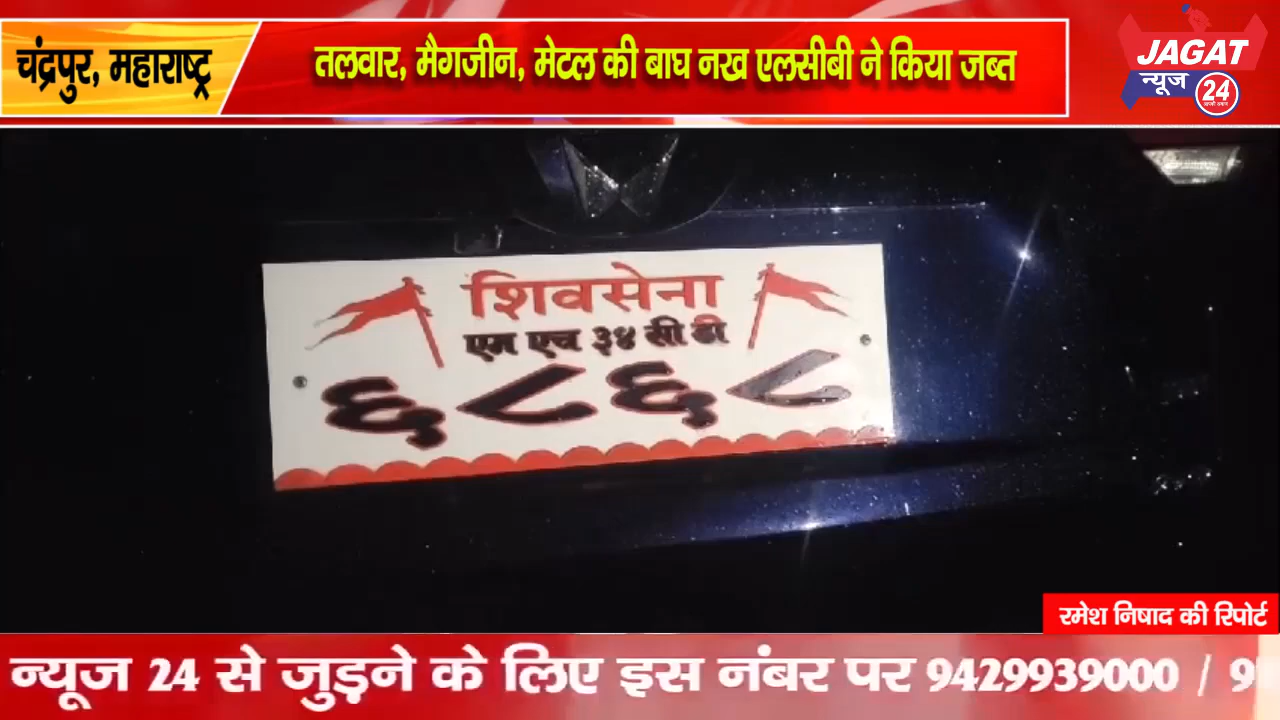 चंद्रपुर, महाराष्ट्र
तलवार, मैगजीन, मेटल की बाघ नख एलसीबी ने किया जब्त
JAGAT
न्यूज 24
शिवसेना
एम एच ३४ सी डी
६८६८
रमेश निषाद की रिपोर्ट
न्यूज 24 से जुड़ने के लिए इस नंबर पर 9429939000 / 9